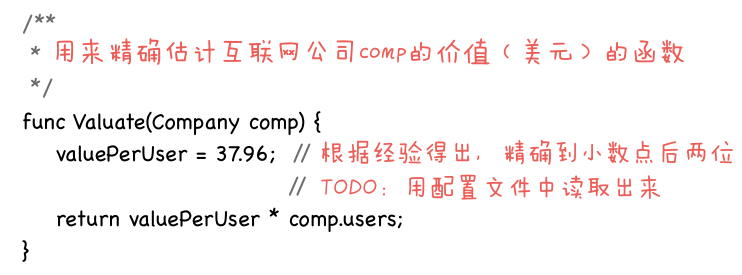 /**
* 用来精确估计互联网公司comp的价值（美元）的函数
*/
func Valuate(Company comp) {
valuePerUser = 37.96; // 根据经验得出，精确到小数点后两位
// TODO：用配置文件中读取出来
return valuePerUser * comp.users;
}